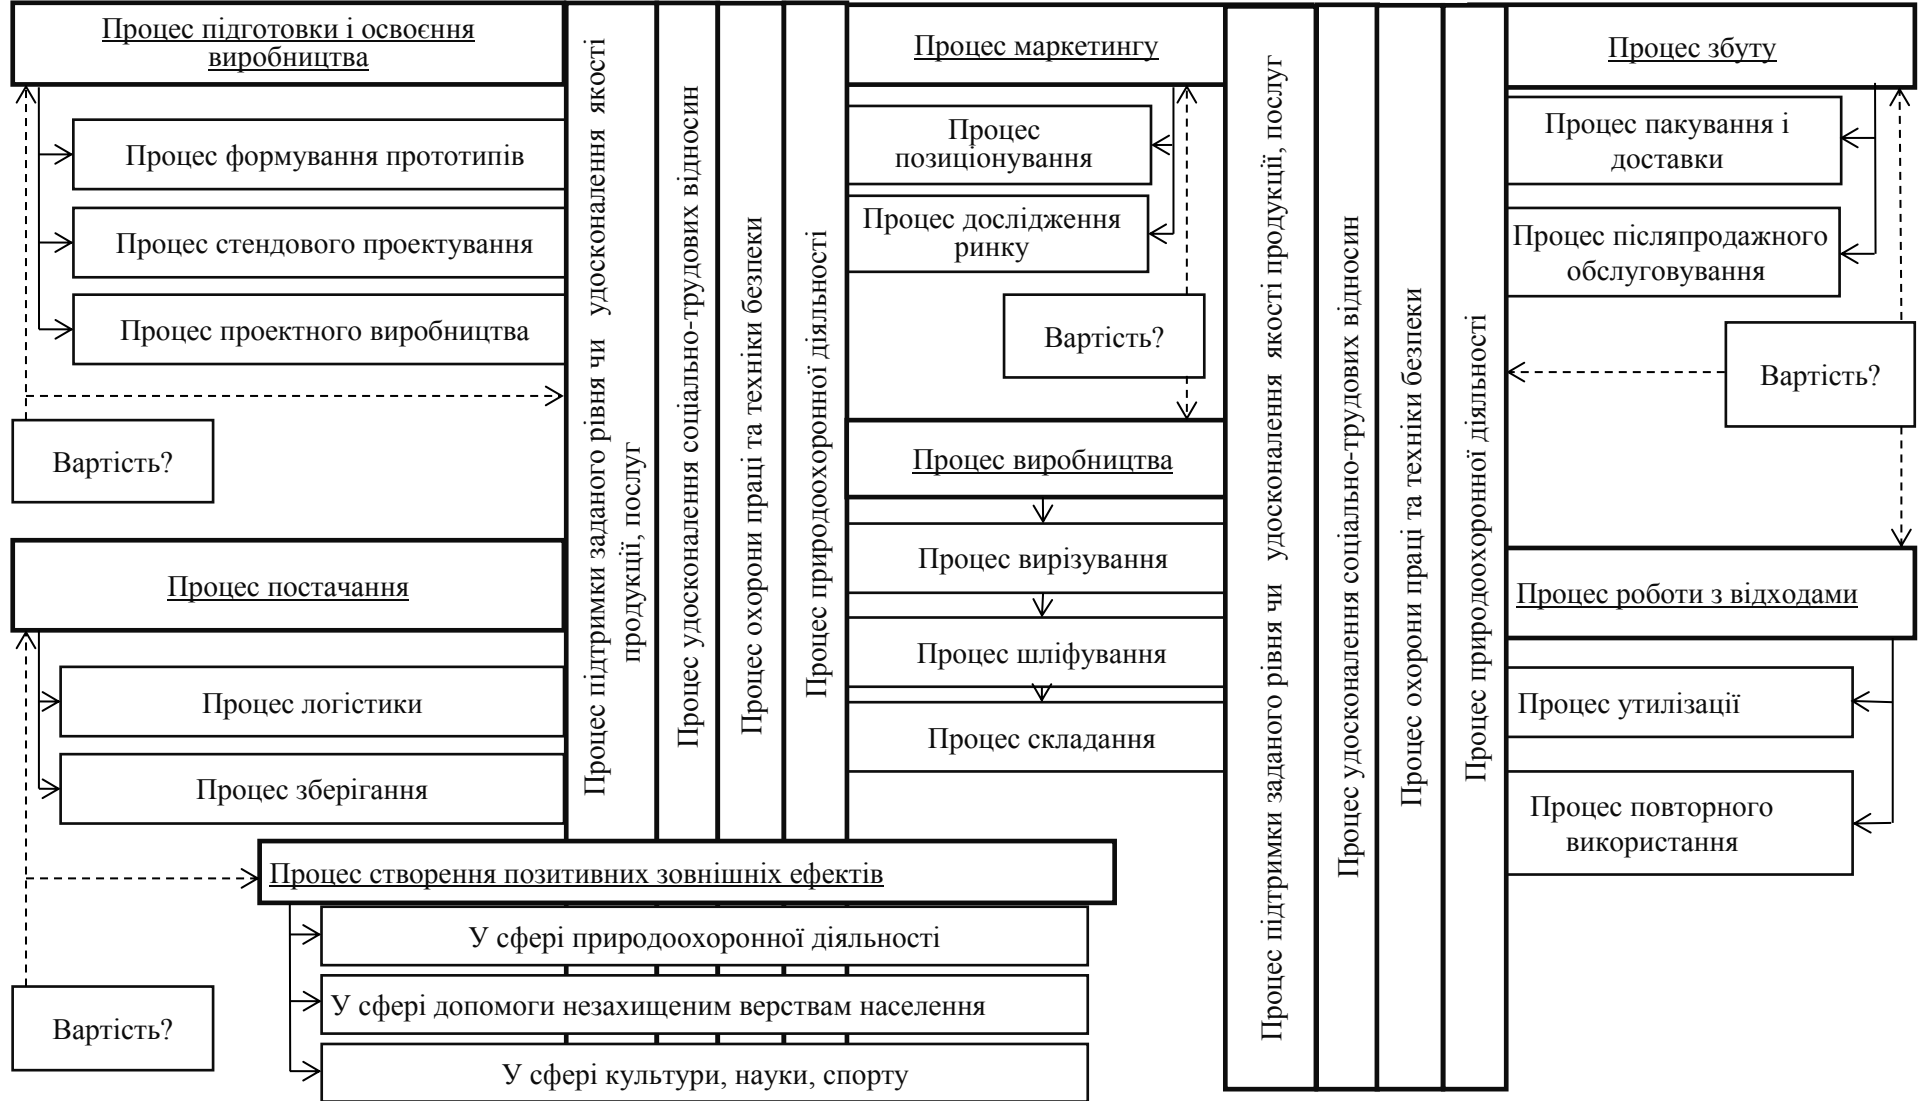 Процес підготовки і освоєння
виробництва
Процес формування прототипів
Процес стендового проектування
Процес проектного виробництва
Вартість?
Процес постачання
Процес логістики
Процес зберігання
Вартість?
Процес підтримки заданого рівня чи удосконалення якості
продукції, послуг
Процес удосконалення соціально-трудових відносин
Процес охорони праці та техніки безпеки
Процес природоохоронної діяльності
Процес створення позитивних зовнішніх ефектів
У сфері природоохоронної діяльності
У сфері допомоги незахищеним верствам населення
У сфері культури, науки, спорту
Процес маркетингу
Процес
позиціонування
Процес дослідження
ринку
Вартість?
Процес виробництва
Процес вирізування
Процес шліфування
Процес складання
Процес підтримки заданого рівня чи удосконалення якості продукції, послуг
Процес удосконалення соціально-трудових відносин
Процес охорони праці та техніки безпеки
Процес природоохоронної діяльності
Процес збуту
Процес пакування і
доставки
Процес післяпродажного
обслуговування
Вартість?
Процес роботи з відходами
Процес утилізації
Процес повторного
використання